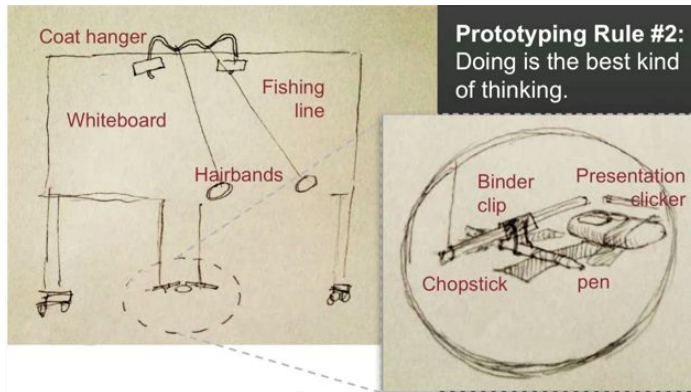 Coat hanger
Prototyping Rule #2:
Doing is the best kind
of thinking.
Whiteboard
Fishing
line
Hairbands
Binder
clip
Presentation
clicker
Chopstick
pen